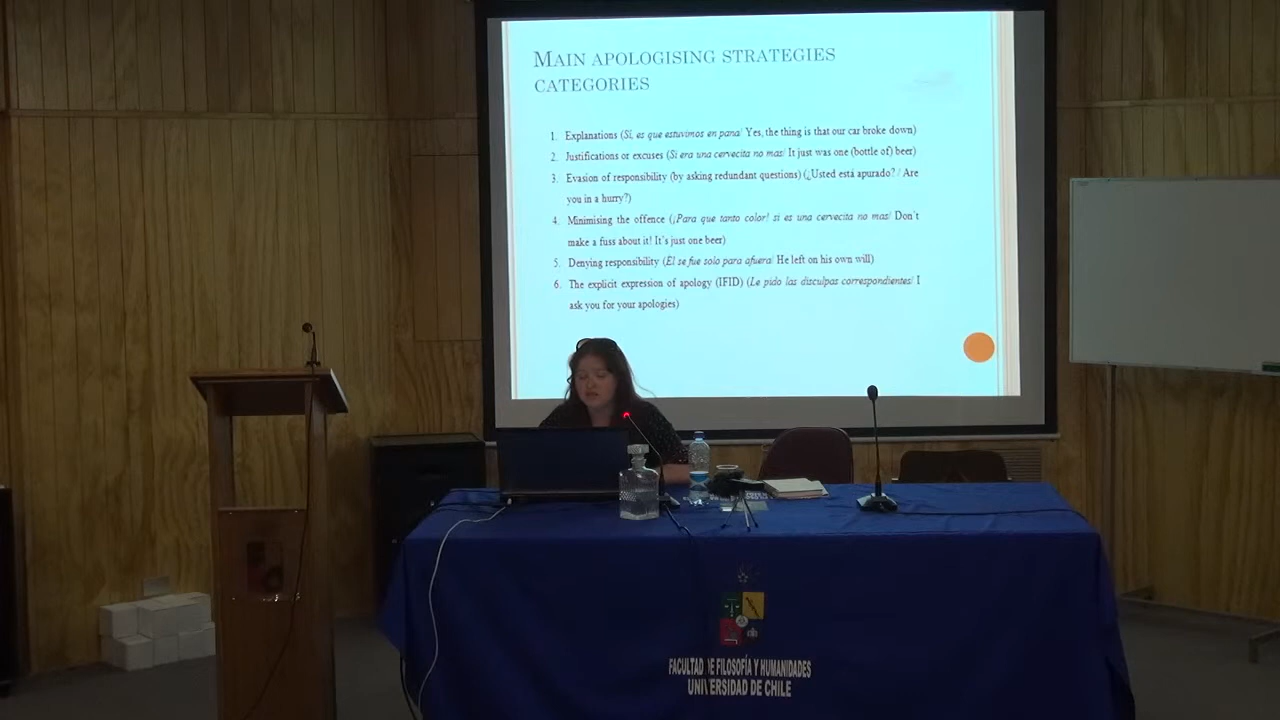 MAIN APOLOGISING STRATEGIES
CATEGORIES
1. Explanations (Sí, es que estuvimos en pana/ Yes, the thing is that our car broke down)
2. Justifications or excuses (Si era una cervecita no mas/ It just was one (bottle of) beer)
3. Evasion of responsibility (by asking redundant questions) (¿Usted está apurado? / Are
you in a hurry?)
4. Minimising the offence (¡Para que tanto color! si es una cervecita no mas/ Don't
make a fuss about it! It's just one beer)
5. Denying responsibility (El se fue solo para afuera/ He left on his own will)
6. The explicit expression of apology (IFID) (Le pido las disculpas correspondientes/ I
ask you for your apologies)
FACULTAD DE FILOSOFÍA Y HUMANIDADES
UNIVERSIDAD DE CHILE